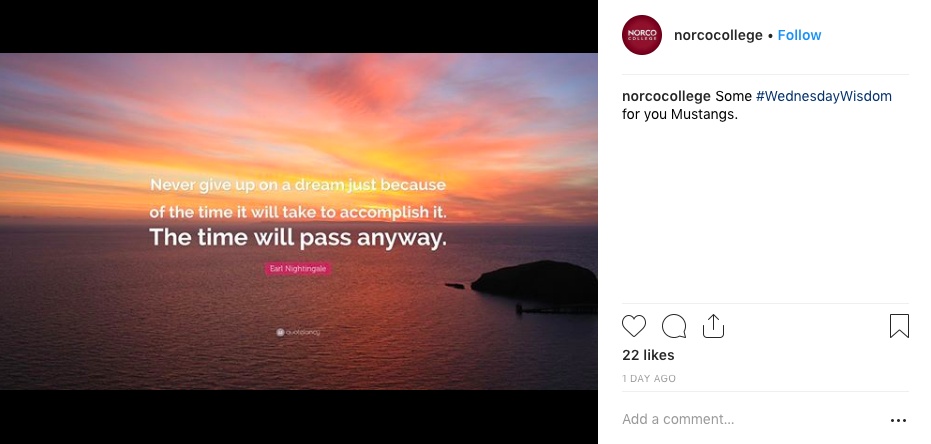 NORCO
COLLEGE
norcocollege • Follow
norcocollege Some #WednesdayWisdom
for you Mustangs.
Never give up on a dream just because
of the time it will take to accomplish it.
The time will pass anyway.
Earl Nightingale
quotefancy
22 likes
1 DAY AGO
Add a comment...